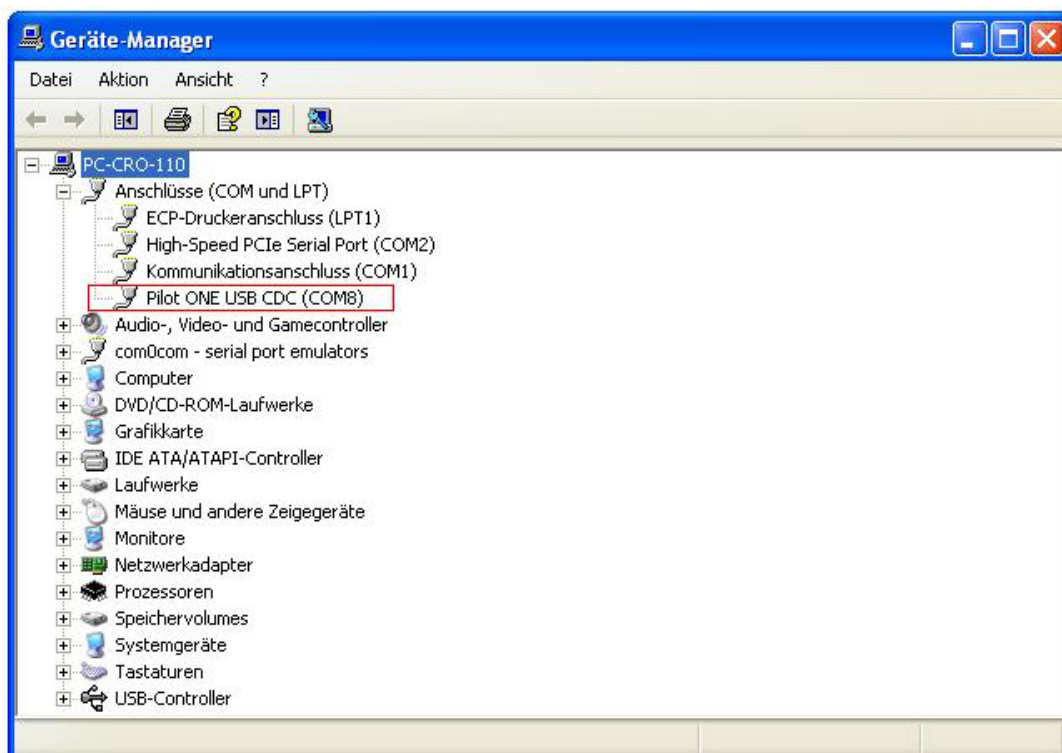 Geräte-Manager
Datei Aktion Ansicht ?
PC-CRO-110
Anschlüsse (COM und LPT)
ECP-Druckeranschluss (LPT1)
High-Speed PCIe Serial Port (COM2)
Kommunikationsanschluss (COM1)
Pilot ONE USB CDC (COM8)
Audio-, Video- und Gamecontroller
com0com - serial port emulators
Computer
DVD/CD-ROM-Laufwerke
Grafikkarte
IDE ATA/ATAPI-Controller
Laufwerke
Mäuse und andere Zeigegeräte
Monitore
Netzwerkadapter
Prozessoren
Speichervolumes
Systemgeräte
Tastaturen
USB-Controller